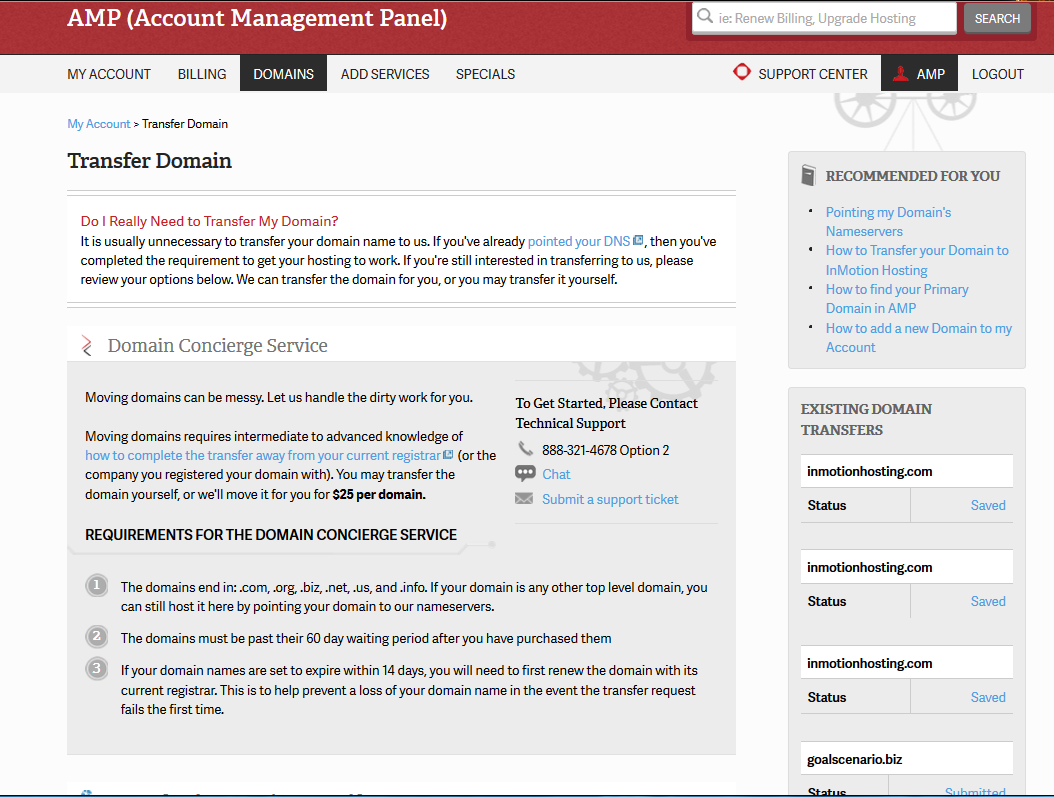 AMP (Account Management Panel)
ie: Renew Billing, Upgrade Hosting
SEARCH
MY ACCOUNT BILLING DOMAINS ADD SERVICES SPECIALS SUPPORT CENTER AMP LOGOUT
My Account > Transfer Domain
Transfer Domain
Do I Really Need to Transfer My Domain?
It is usually unnecessary to transfer your domain name to us. If you've already pointed your DNS, then you've
completed the requirement to get your hosting to work. If you're still interested in transferring to us, please
review your options below. We can transfer the domain for you, or you may transfer it yourself.
Domain Concierge Service
Moving domains can be messy. Let us handle the dirty work for you.
Moving domains requires intermediate to advanced knowledge of
how to complete the transfer away from your current registrar (or the
company you registered your domain with). You may transfer the
domain yourself, or we'll move it for you for $25 per domain.
To Get Started, Please Contact
Technical Support
888-321-4678 Option 2
Chat
Submit a support ticket
REQUIREMENTS FOR THE DOMAIN CONCIERGE SERVICE
1 The domains end in: .com, .org, .biz, .net, .us, and .info. If your domain is any other top level domain, you
can still host it here by pointing your domain to our nameservers.
2 The domains must be past their 60 day waiting period after you have purchased them
3 If your domain names are set to expire within 14 days, you will need to first renew the domain with its
current registrar. This is to help prevent a loss of your domain name in the event the transfer request
fails the first time.
RECOMMENDED FOR YOU
Pointing my Domain's
Nameservers
How to Transfer your Domain to
InMotion Hosting
How to find your Primary
Domain in AMP
How to add a new Domain to my
Account
EXISTING DOMAIN
TRANSFERS
inmotionhosting.com
Status Saved
inmotionhosting.com
Status Saved
inmotionhosting.com
Status Saved
goalscenario.biz
Status Submitted